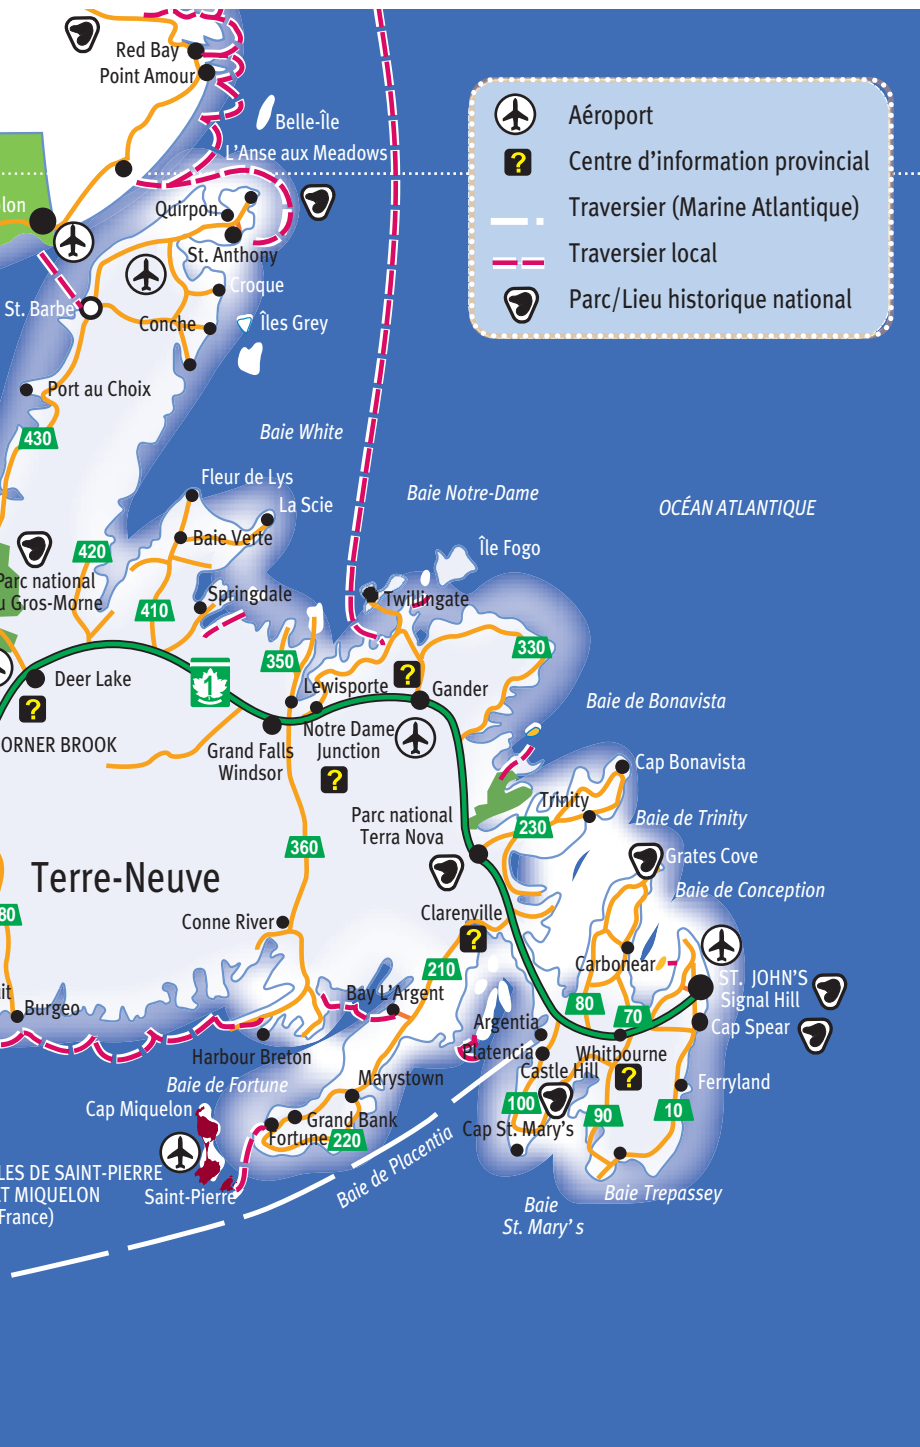 Red Bay
Point Amour
Belle-Île
L'Anse aux Meadows
Quirpon
St. Anthony
Croque
St. Barbe
Conche
Îles Grey
Port au Choix
430
Aéroport
? Centre d'information provincial
Traversier (Marine Atlantique)
Traversier local
Parc/Lieu historique national
Baie White
Fleur de Lys
La Scie
Baie Notre-Dame
OCÉAN ATLANTIQUE
Baie Verte
420
Île Fogo
Parc national
u Gros-Morne
410
Springdale
Twillingate
330
350
1
Deer Lake
?
Lewisporte
?
Gander
Baie de Bonavista
ORNER BROOK
Grand Falls
Windsor
Notre Dame
Junction
?
Cap Bonavista
Trinity
Baie de Trinity
Parc national
Terra Nova
230
360
Grates Cove
Terre-Neuve
Baie de Conception
80
Conne River
Clarenville
?
Carbonear
210
ST. JOHN'S
Signal Hill
Burgeo
Bay L'Argent
80
70
Cap Spear
Argentia
Platencia
Whitbourne
?
Castle Hill
Harbour Breton
Baie de Fortune
Marystown
Ferryland
Cap Miquelon
Grand Bank
Fortune
220
100
90
10
Cap St. Mary's
LES DE SAINT-PIERRE
T MIQUELON
France)
Saint-Pierre
Baie de Placentia
Baie Trepassey
Baie
St. Mary's